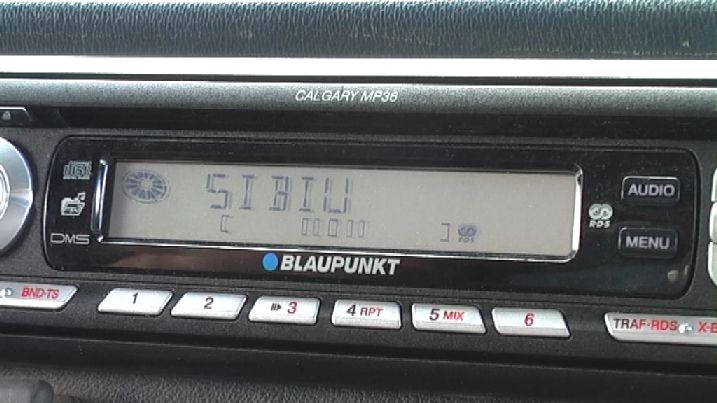 CALGARY MP36
SIBIU
AUDIO
RDS
MENU
DMS
RDS
BLAUPUNKT
BND·TS
1
2
3
4 RPT
5 MIX
6
TRAF·RDS
X-B